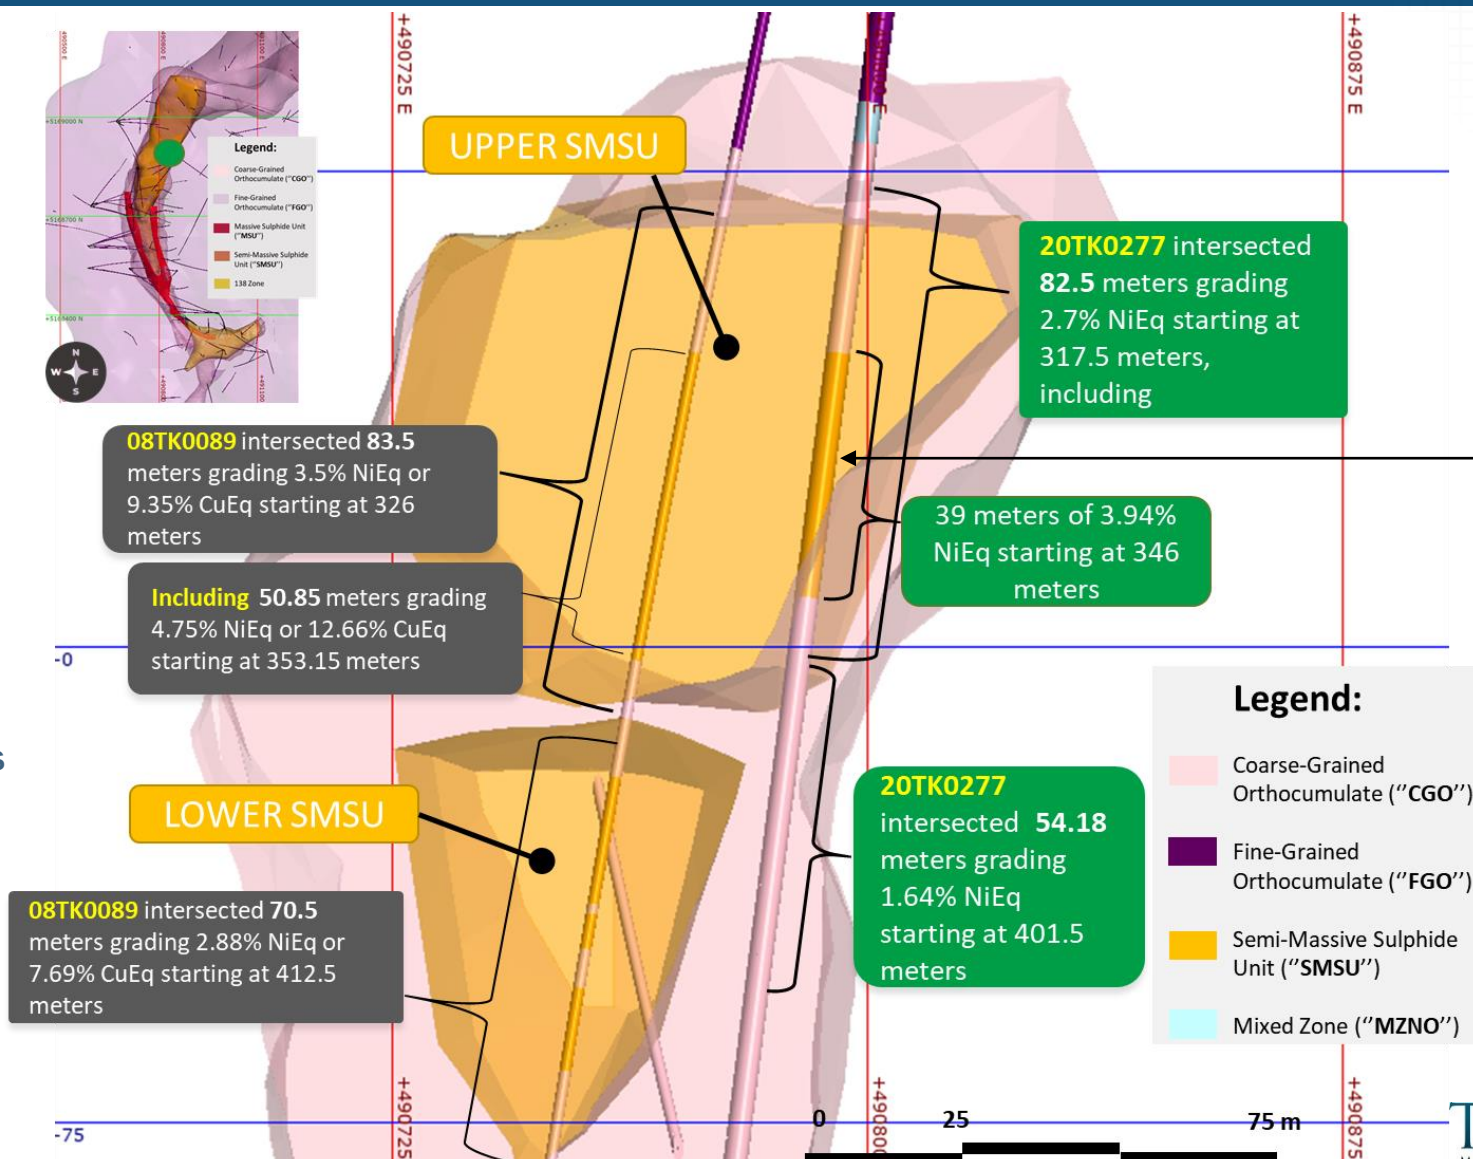 +490725 E
+490875 E
490500 E
490800 E
491100 E
+5169000 N
+5168700 N
+5168400 N
Legend:
Coarse-Grained
Orthocumulate (“CGO”)
Fine-Grained
Orthocumulate (“FGO”)
Massive Sulphide Unit
(“MSU”)
Semi-Massive Sulphide
Unit (“SMSU”)
138 Zone
N
W E
S
UPPER SMSU
20TK0277 intersected
82.5 meters grading
2.7% NiEq starting at
317.5 meters,
including
08TK0089 intersected 83.5
meters grading 3.5% NiEq or
9.35% CuEq starting at 326
meters
39 meters of 3.94%
NiEq starting at 346
meters
Including 50.85 meters grading
4.75% NiEq or 12.66% CuEq
starting at 353.15 meters
-0
Legend:
Coarse-Grained
Orthocumulate (“CGO”)
Fine-Grained
Orthocumulate (“FGO”)
Semi-Massive Sulphide
Unit (“SMSU”)
Mixed Zone (“MZNO”)
s
LOWER SMSU
20TK0277
intersected 54.18
meters grading
1.64% NiEq
starting at 401.5
meters
08TK0089 intersected 70.5
meters grading 2.88% NiEq or
7.69% CuEq starting at 412.5
meters
-75
+490725
+490800
+490875
0 25 75 m
T